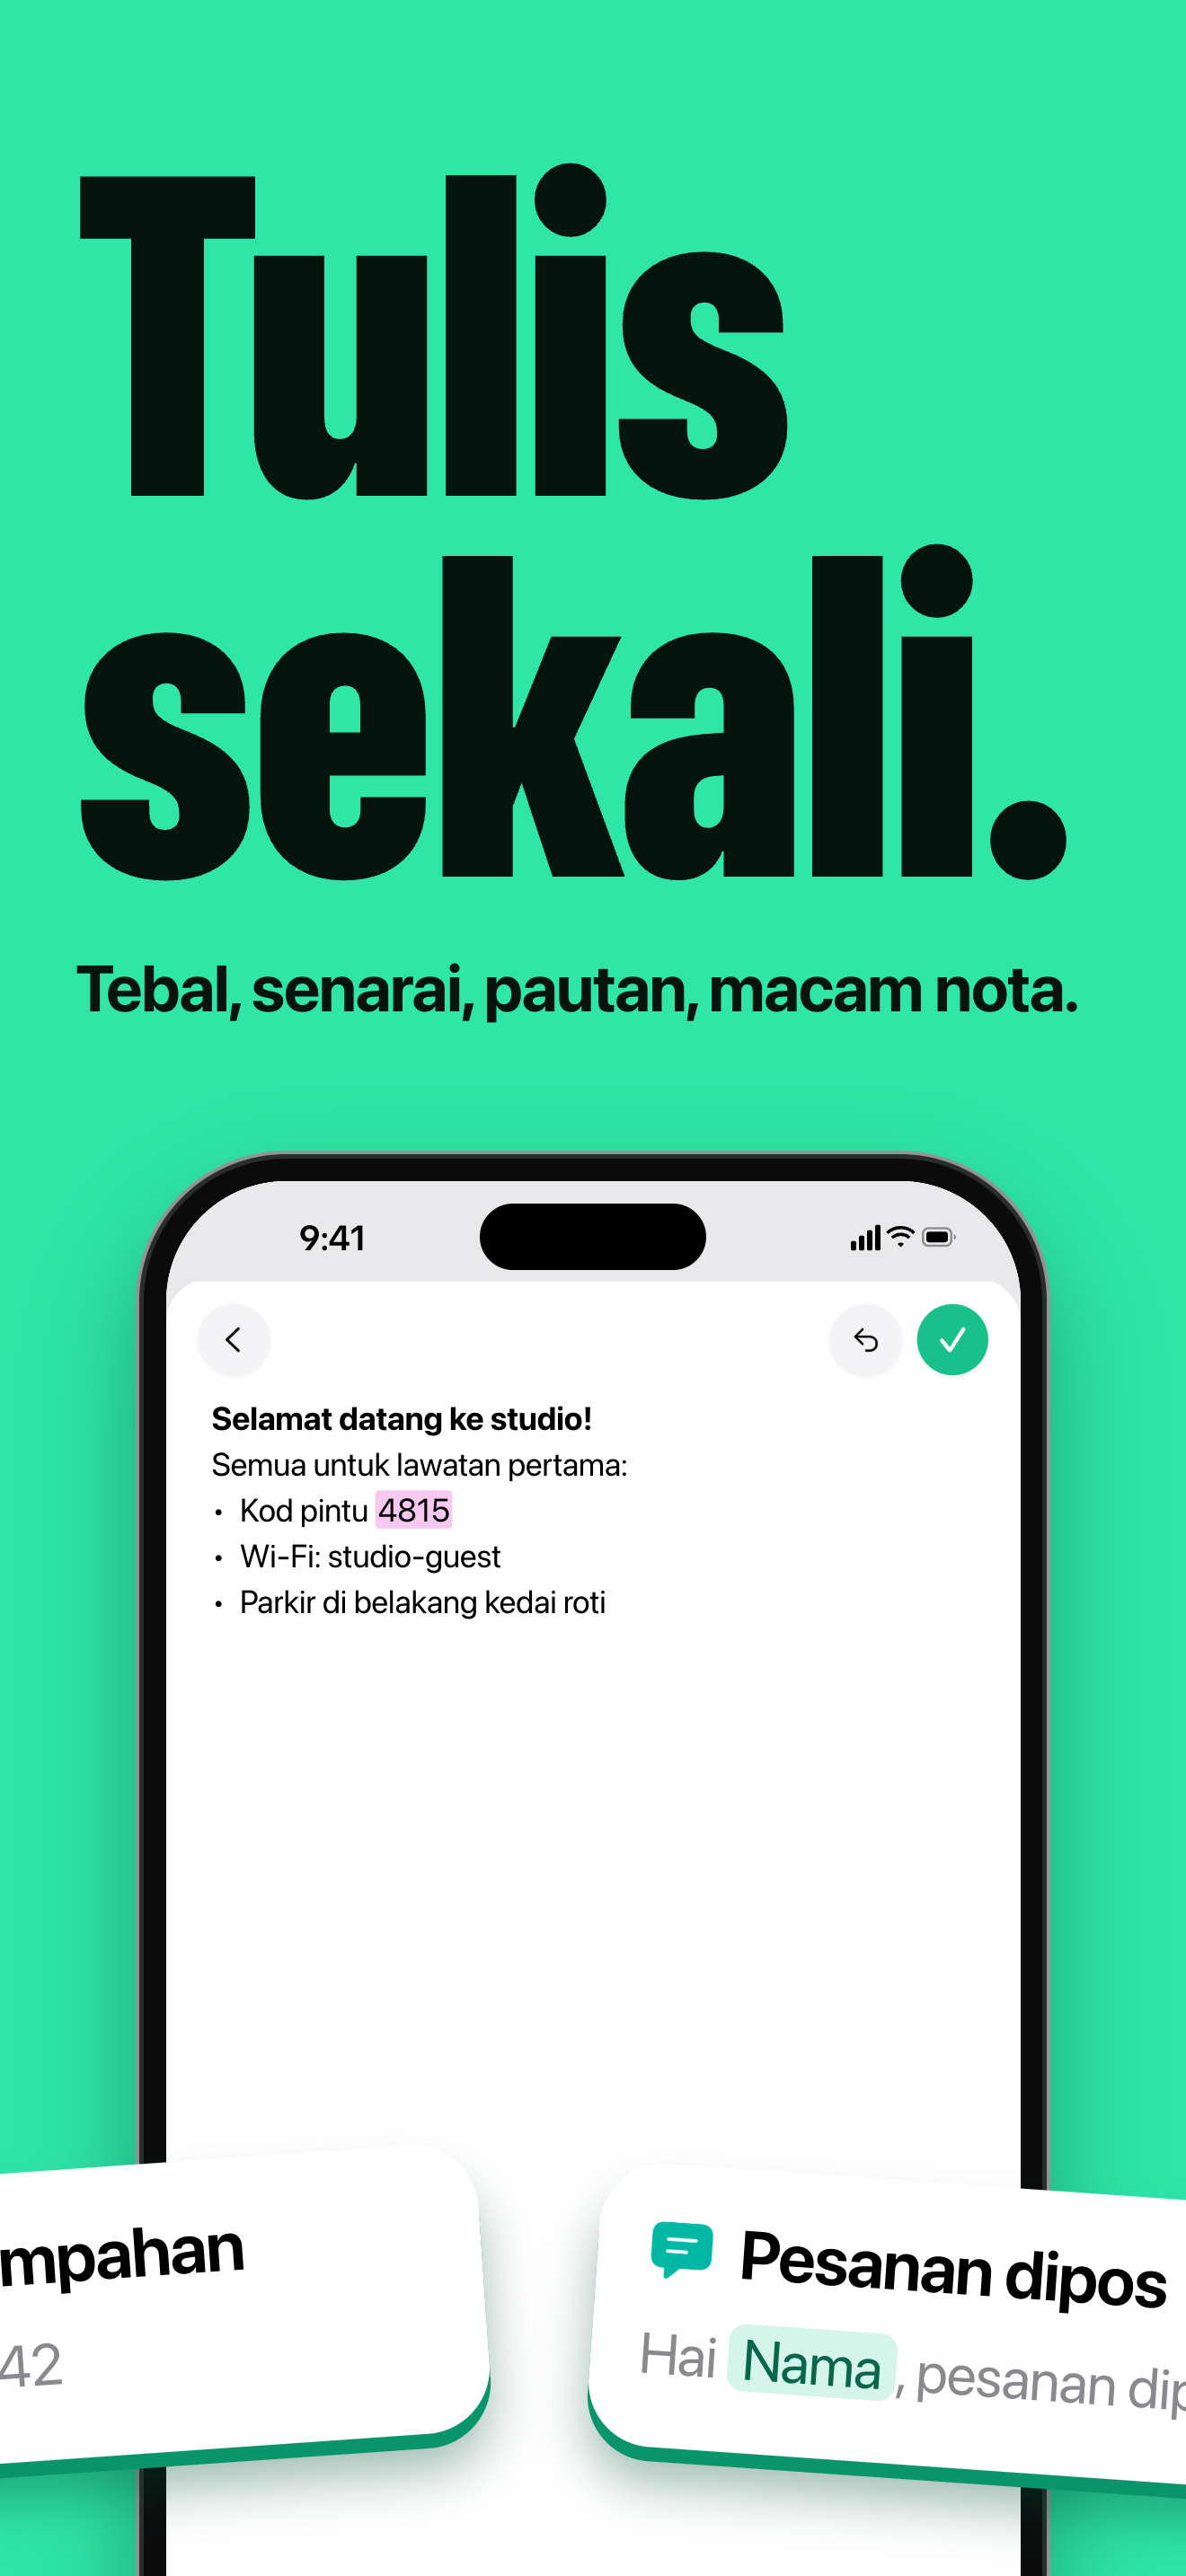 Tulis
sekali.
Tebal, senarai, pautan, macam nota.
9:41
Selamat datang ke studio!
Semua untuk lawatan pertama:
• Kod pintu 4815
• Wi-Fi: studio-guest
• Parkir di belakang kedai roti
mpahan
42
Pesanan dipos
Hai Nama, pesanan dip